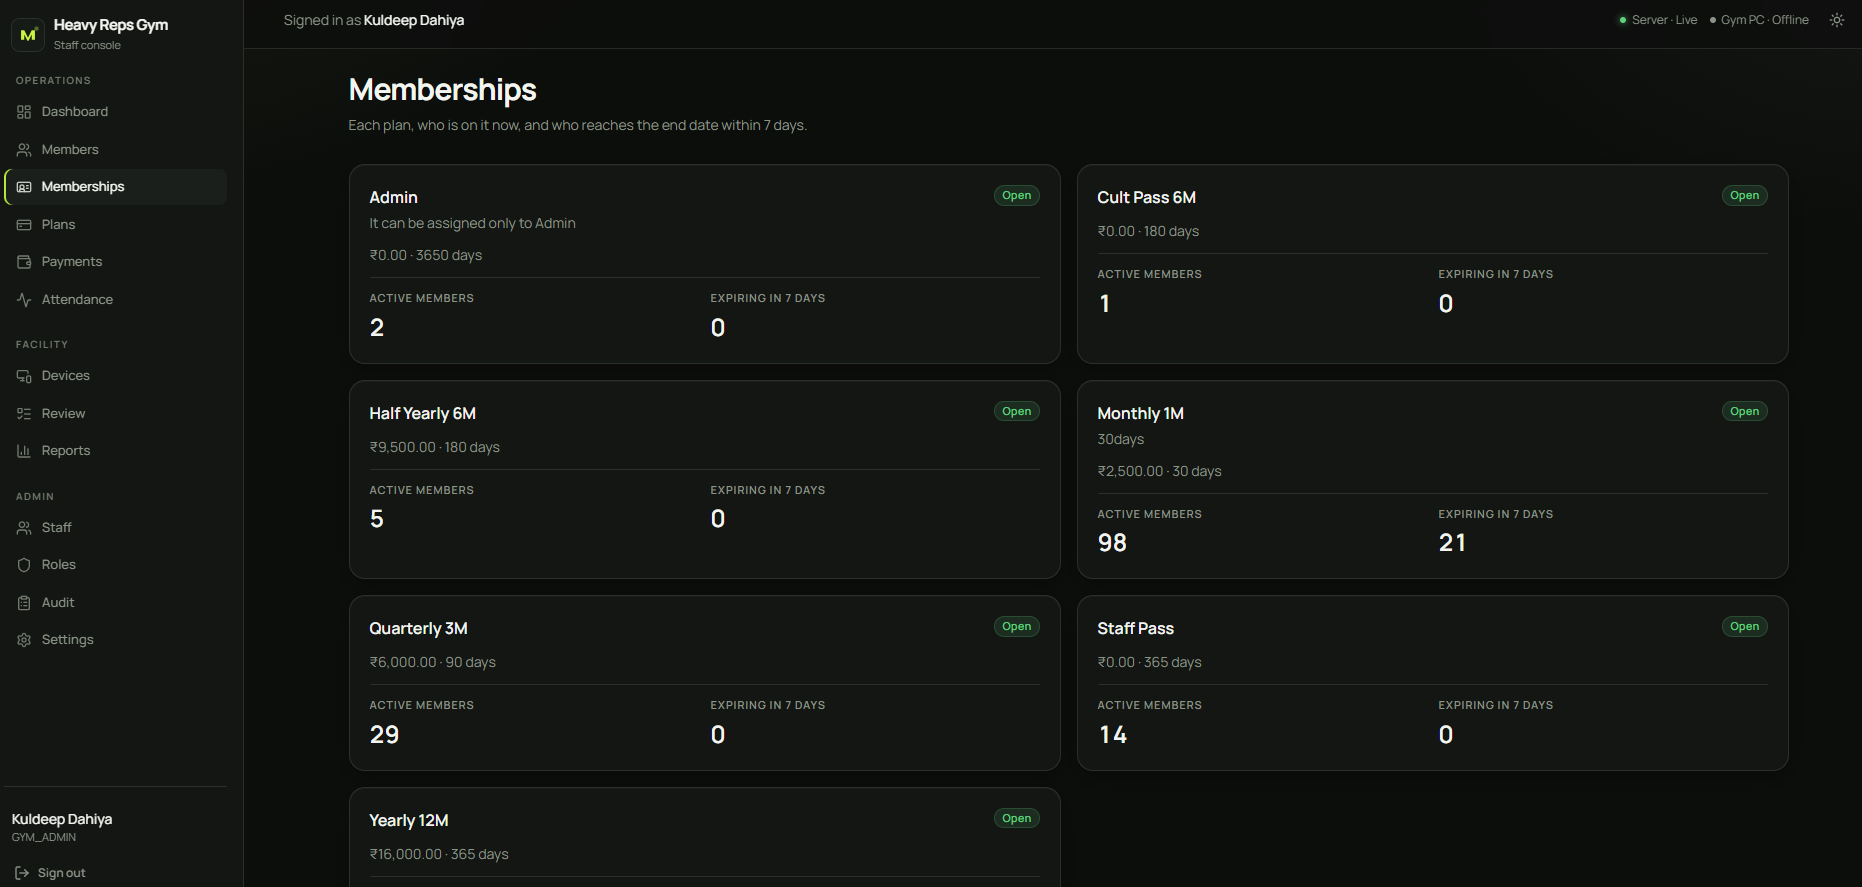 M
Heavy Reps Gym
Staff console
OPERATIONS
Dashboard
Members
Memberships
Plans
Payments
Attendance
FACILITY
Devices
Review
Reports
ADMIN
Staff
Roles
Audit
Settings
Kuldeep Dahiya
GYM_ADMIN
Sign out
Signed in as Kuldeep Dahiya
Server · Live
Gym PC · Offline
Memberships
Each plan, who is on it now, and who reaches the end date within 7 days.
Admin
Open
It can be assigned only to Admin
₹0.00 · 3650 days
ACTIVE MEMBERS
EXPIRING IN 7 DAYS
2
0
Cult Pass 6M
Open
₹0.00 · 180 days
ACTIVE MEMBERS
EXPIRING IN 7 DAYS
1
0
Half Yearly 6M
Open
₹9,500.00 · 180 days
ACTIVE MEMBERS
EXPIRING IN 7 DAYS
5
0
Monthly 1M
Open
30days
₹2,500.00 · 30 days
ACTIVE MEMBERS
EXPIRING IN 7 DAYS
98
21
Quarterly 3M
Open
₹6,000.00 · 90 days
ACTIVE MEMBERS
EXPIRING IN 7 DAYS
29
0
Staff Pass
Open
₹0.00 · 365 days
ACTIVE MEMBERS
EXPIRING IN 7 DAYS
14
0
Yearly 12M
Open
₹16,000.00 · 365 days